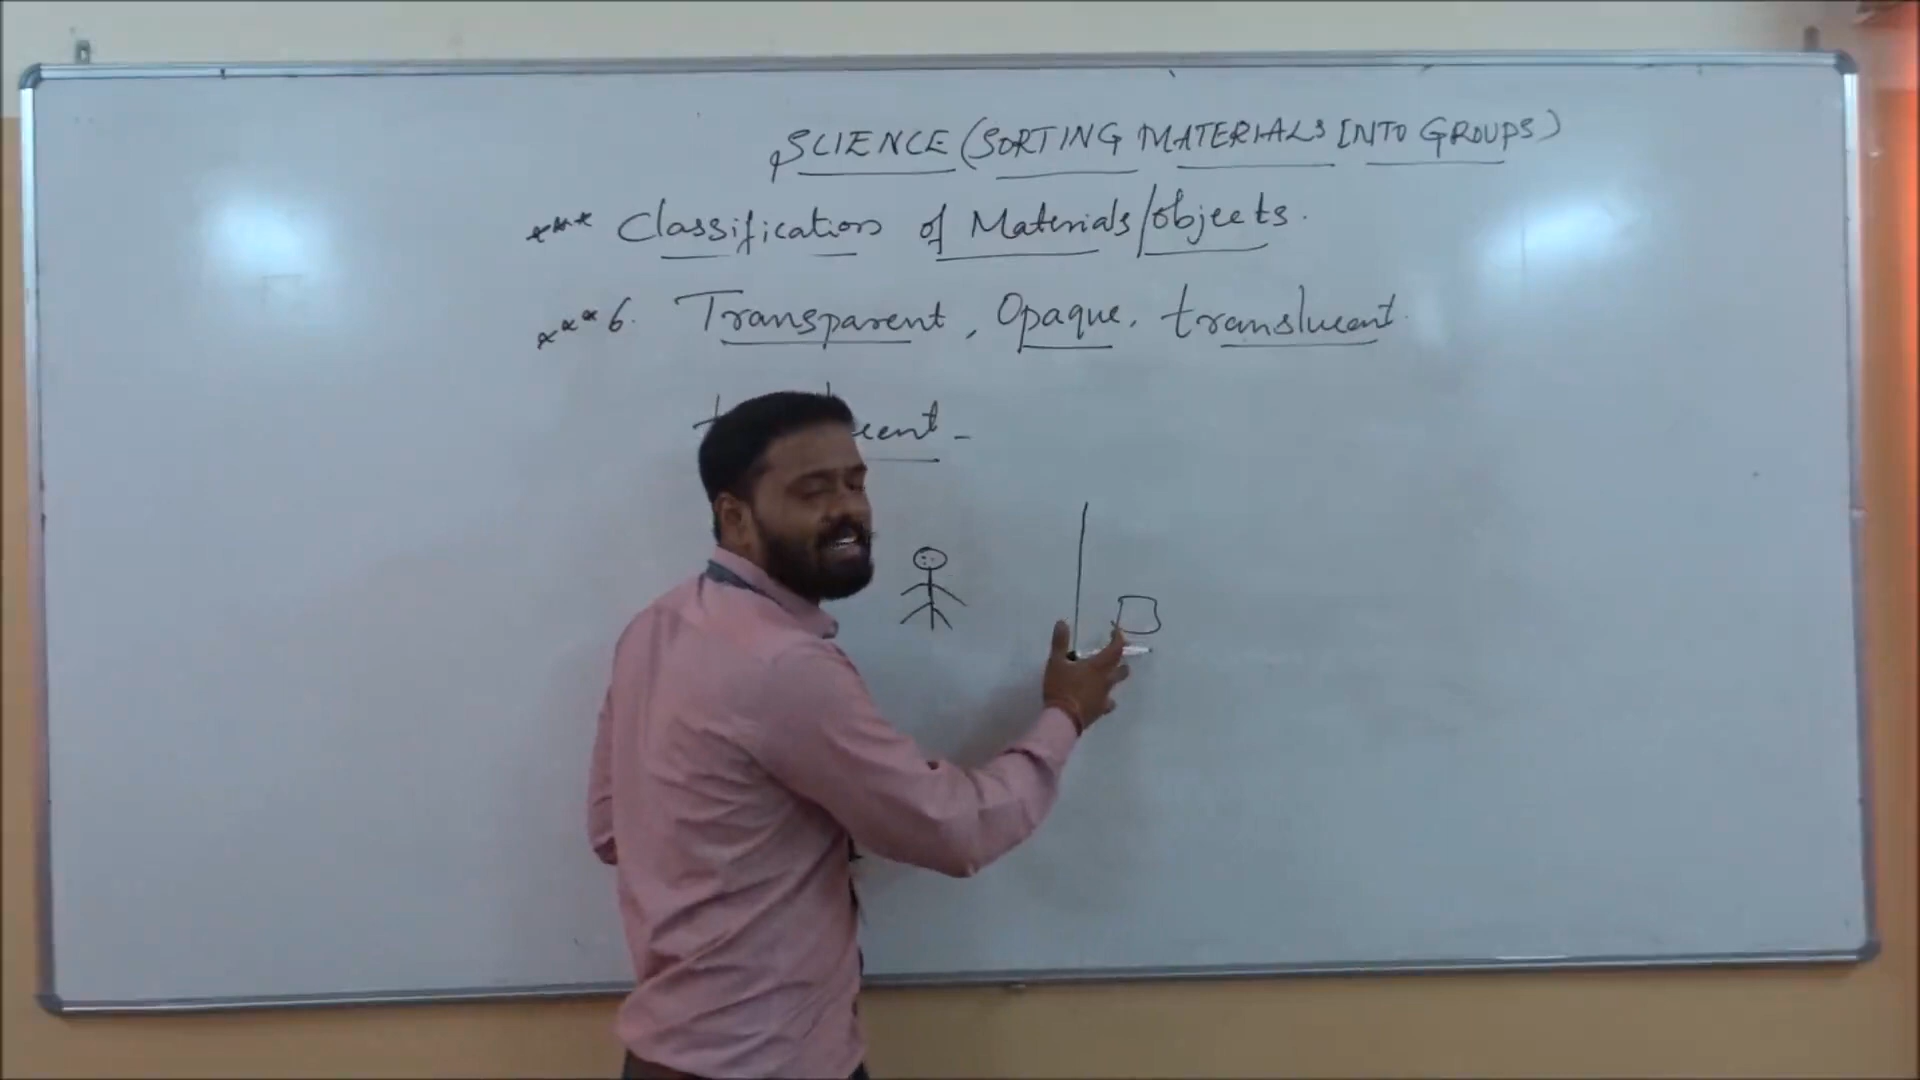 SCIENCE (SORTING MATERIALS INTO GROUPS)
*** Classification of Materials/objects.
*** 6. Transparent, Opaque, translucent.